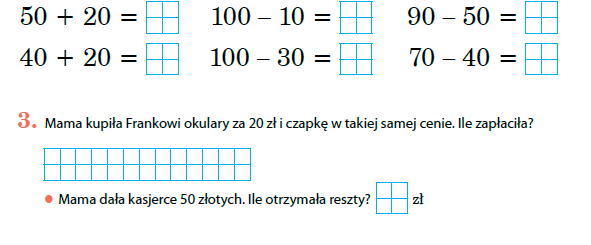 50 + 20 = 100 – 10 = 90 – 50 =
40 + 20 = 100 – 30 = 70 – 40 =
3. Mama kupiła Frankowi okulary za 20 zł i czapkę w takiej samej cenie. Ile zapłaciła?
• Mama dała kasjerce 50 złotych. Ile otrzymała reszty? zł